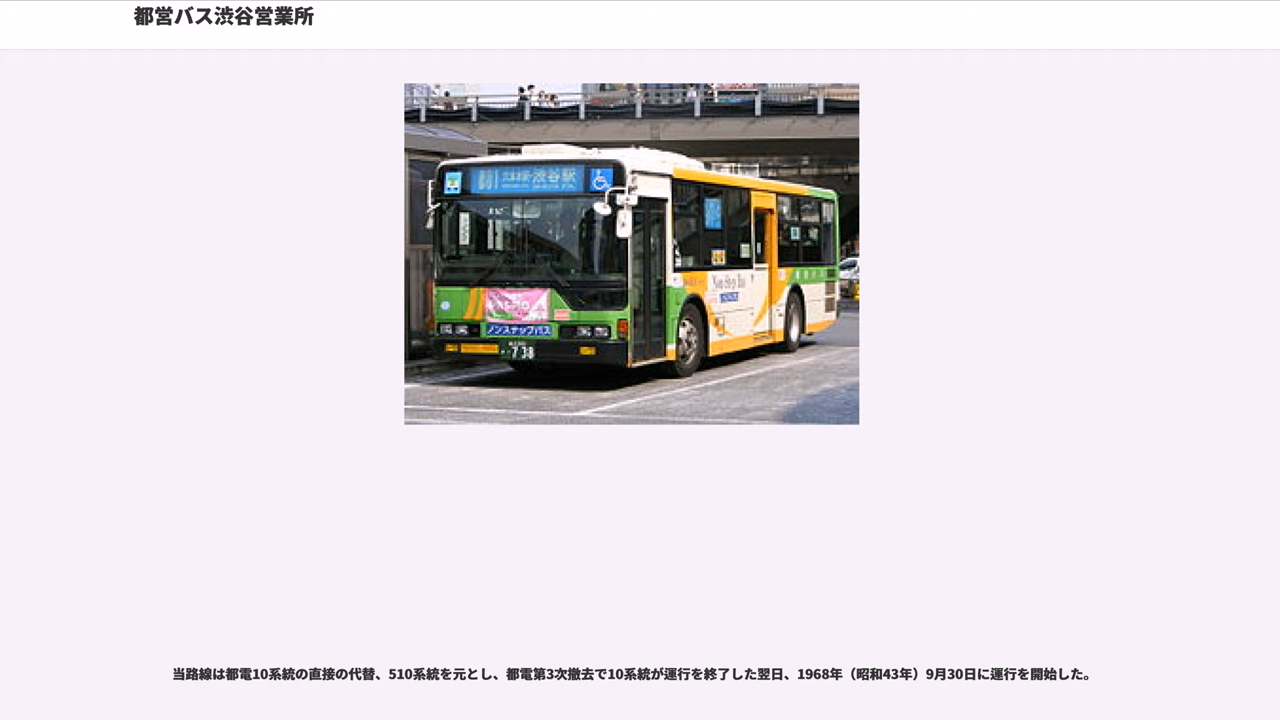 都営バス渋谷営業所
渋谷駅
Non Step Bus
ノンステップバス
738
当路線は都電10系統の直接の代替、510系統を元とし、都電第3次撤去で10系統が運行を終了した翌日、1968年（昭和43年）9月30日に運行を開始した。